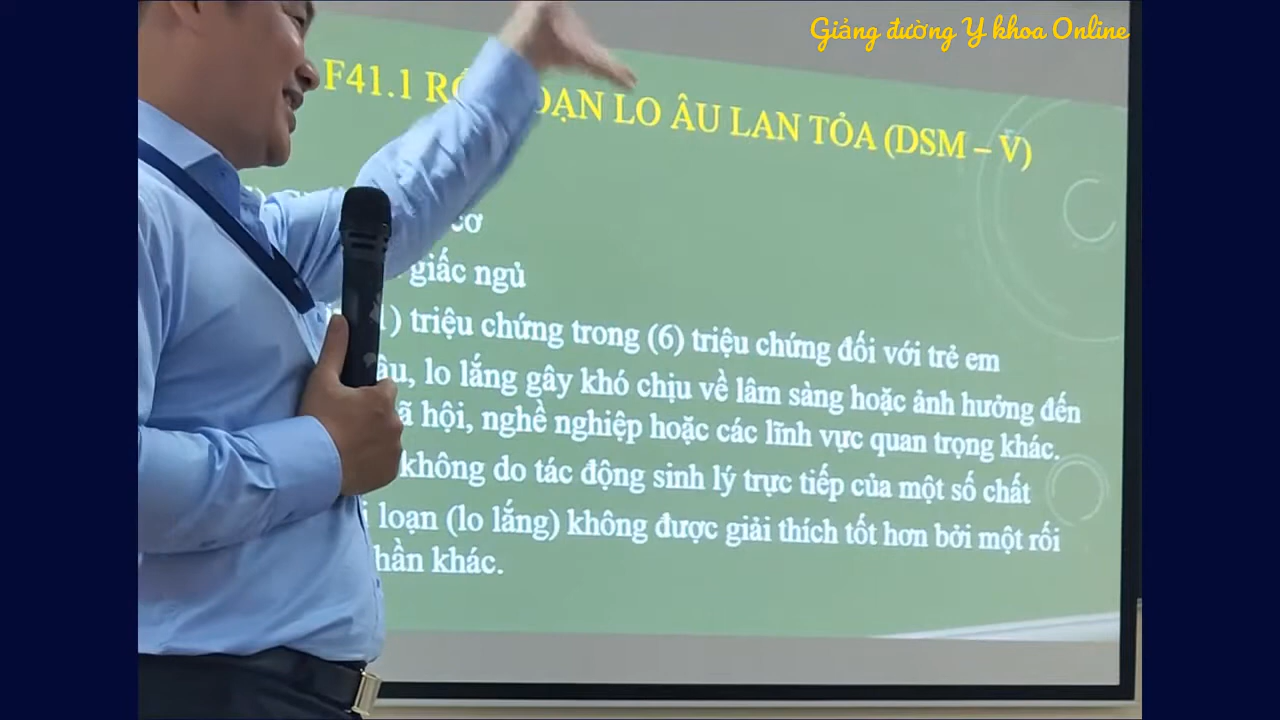 Giảng đường Y khoa Online
F41.1 LO ÂU LAN TỎA (DSM – V)
cơ
giấc ngủ
1) triệu chứng trong (6) triệu chứng đối với trẻ em
lo lắng gây khó chịu về lâm sàng hoặc ảnh hưởng đến
hội, nghề nghiệp hoặc các lĩnh vực quan trọng khác.
không do tác động sinh lý trực tiếp của một số chất
loạn (lo lắng) không được giải thích tốt hơn bởi một rối
khác.